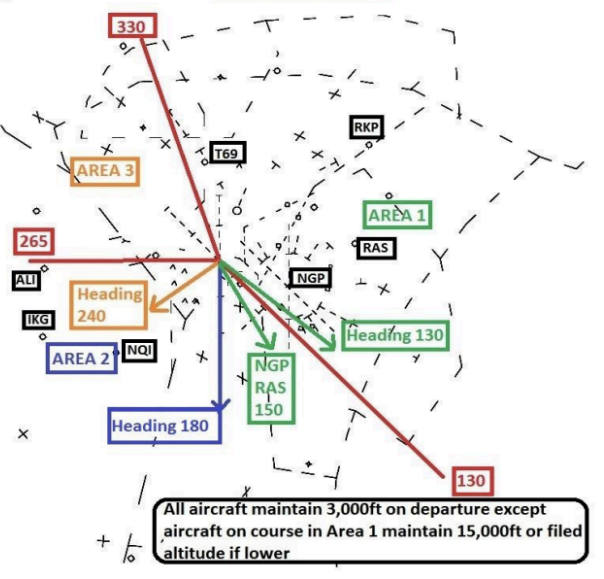 330
RKP
T69
AREA 3
AREA 1
265
RAS
ALI
NGP
Heading
240
IKG
Heading 130
AREA 2
NQI
NGP
RAS
150
Heading 180
130
All aircraft maintain 3,000ft on departure except
aircraft on course in Area 1 maintain 15,000ft or filed
altitude if lower